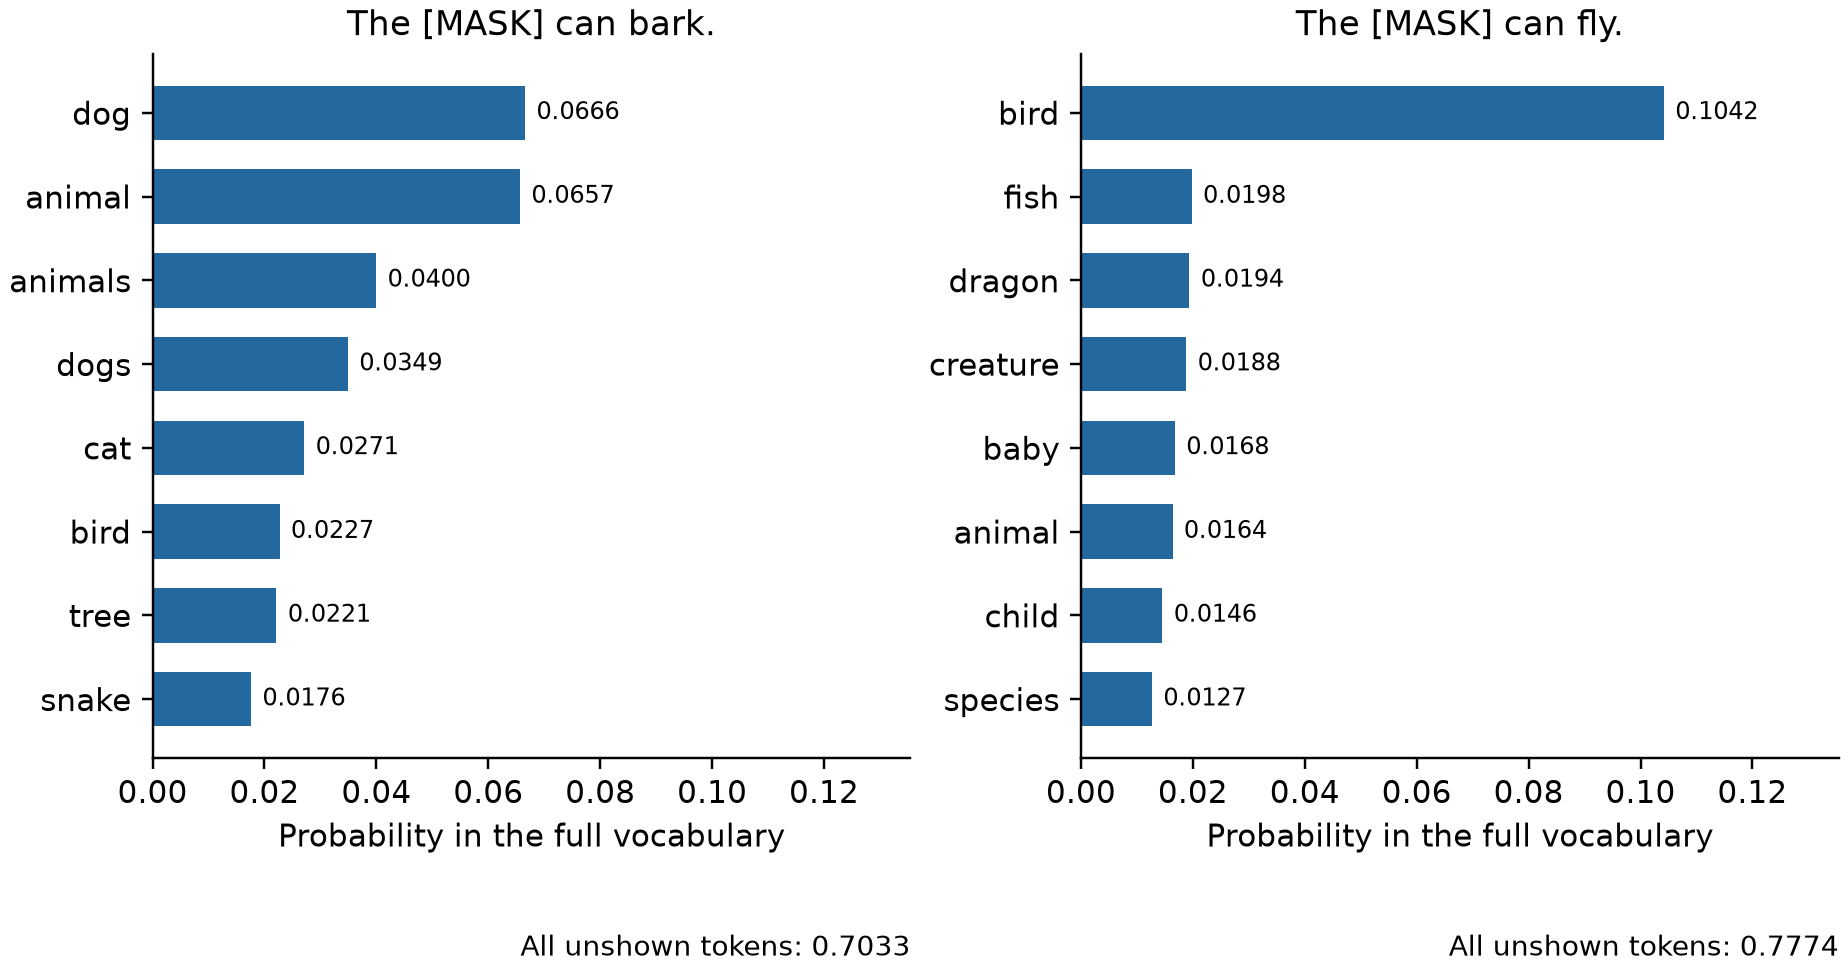 The [MASK] can bark.
dog 0.0666
animal 0.0657
animals 0.0400
dogs 0.0349
cat 0.0271
bird 0.0227
tree 0.0221
snake 0.0176
0.00 0.02 0.04 0.06 0.08 0.10 0.12
Probability in the full vocabulary
All unshown tokens: 0.7033
The [MASK] can fly.
bird 0.1042
fish 0.0198
dragon 0.0194
creature 0.0188
baby 0.0168
animal 0.0164
child 0.0146
species 0.0127
0.00 0.02 0.04 0.06 0.08 0.10 0.12
Probability in the full vocabulary
All unshown tokens: 0.7774